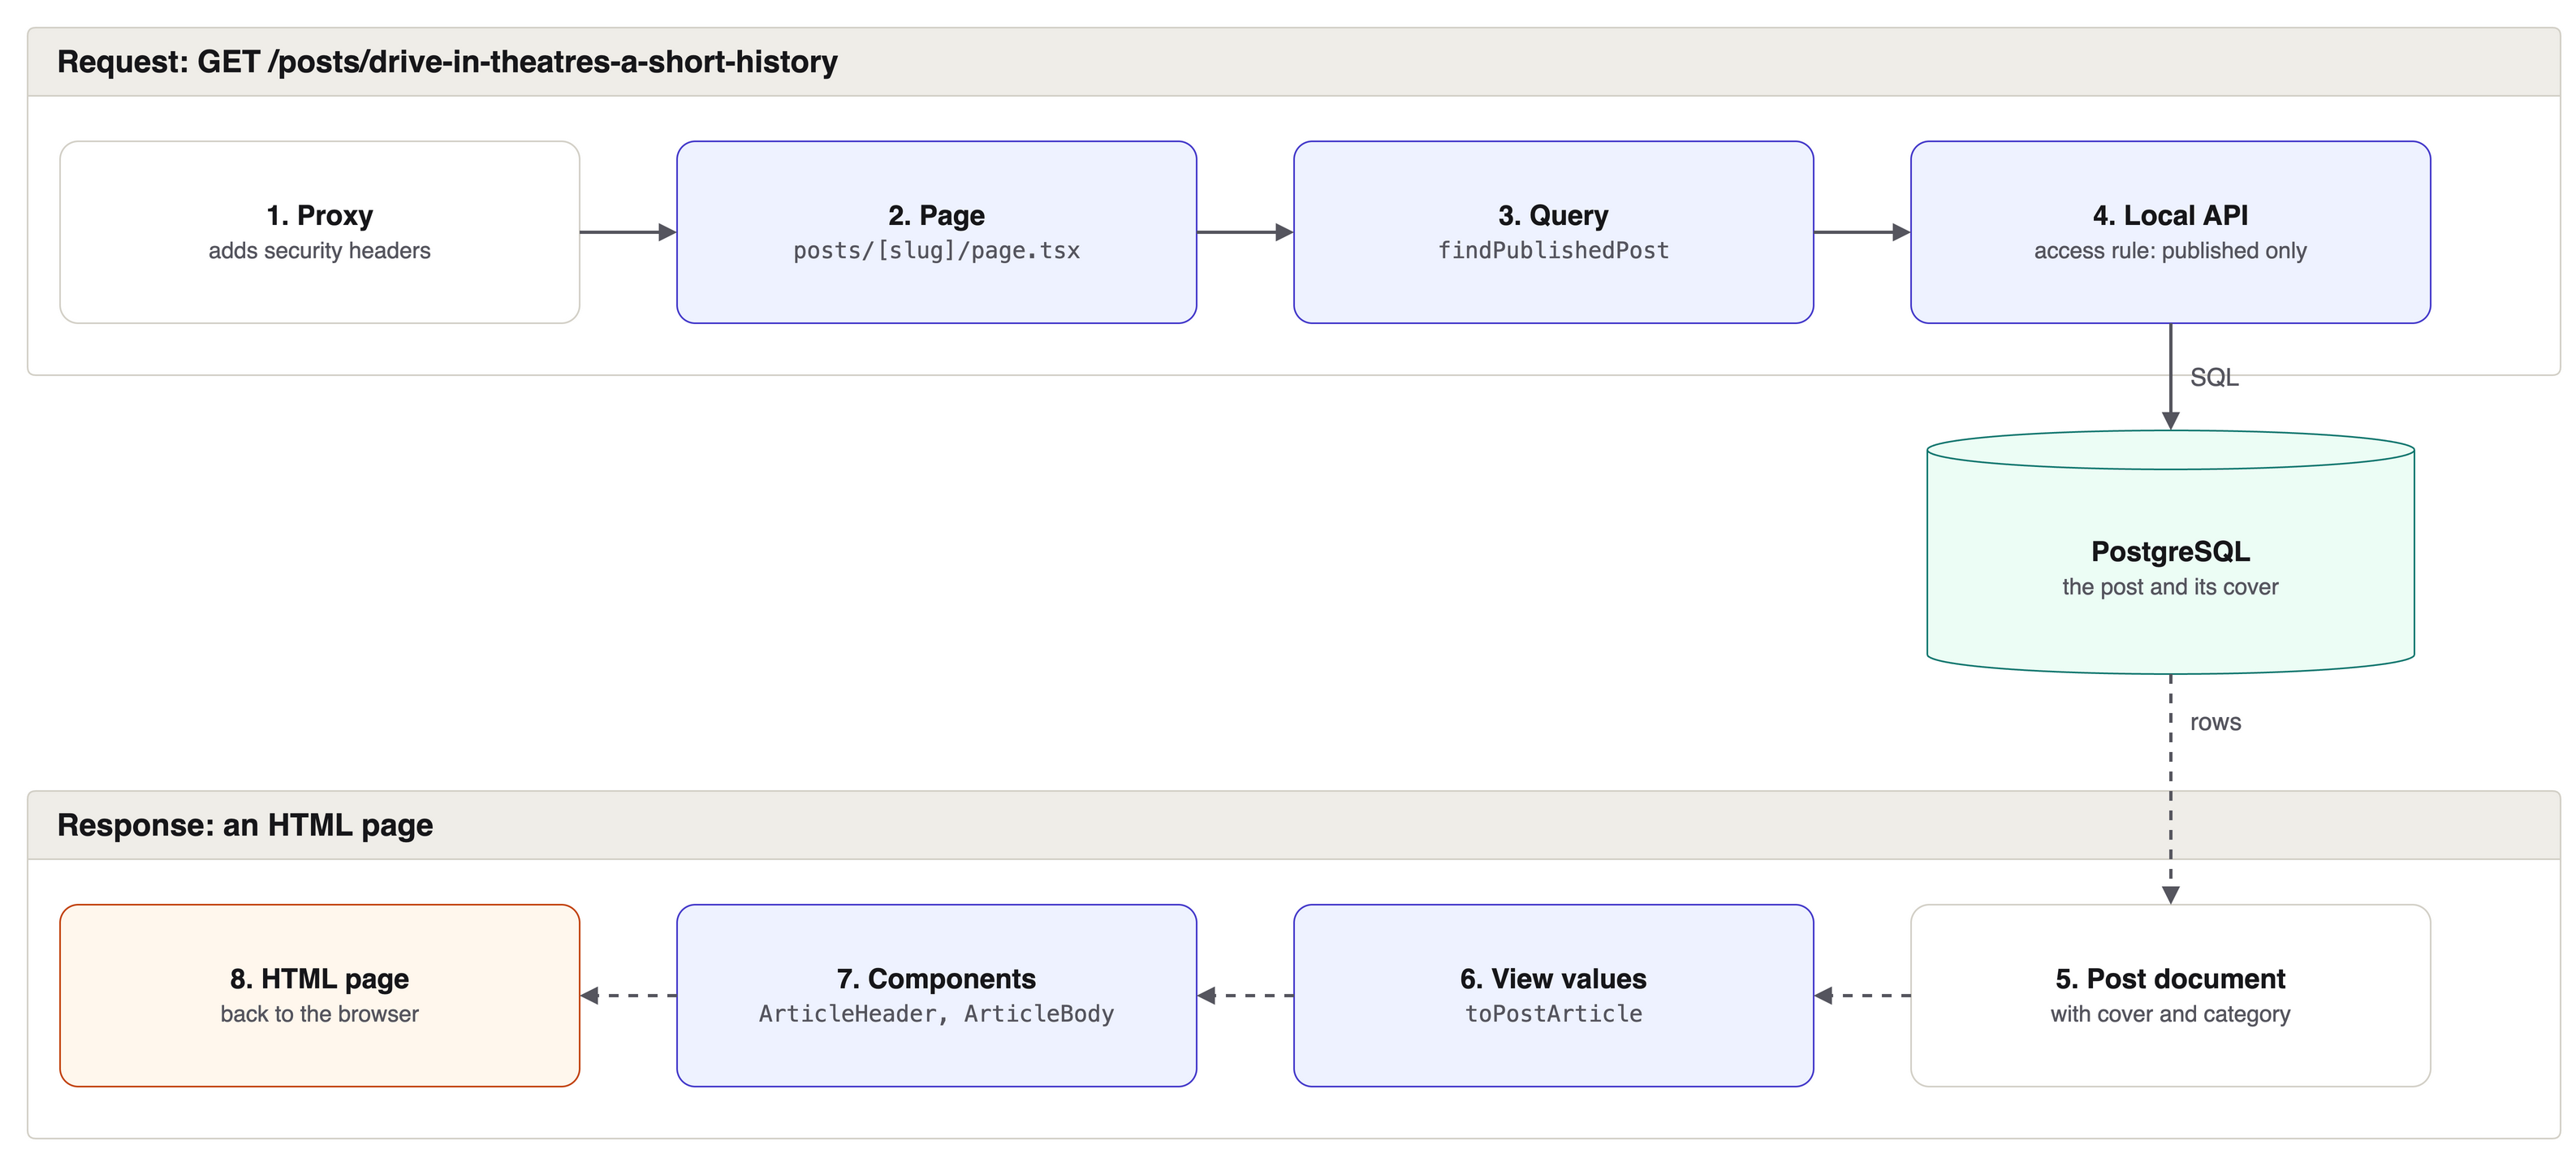 Request: GET /posts/drive-in-theatres-a-short-history
1. Proxy
adds security headers
2. Page
posts/[slug]/page.tsx
3. Query
findPublishedPost
4. Local API
access rule: published only
SQL
PostgreSQL
the post and its cover
rows
Response: an HTML page
8. HTML page
back to the browser
7. Components
ArticleHeader, ArticleBody
6. View values
toPostArticle
5. Post document
with cover and category